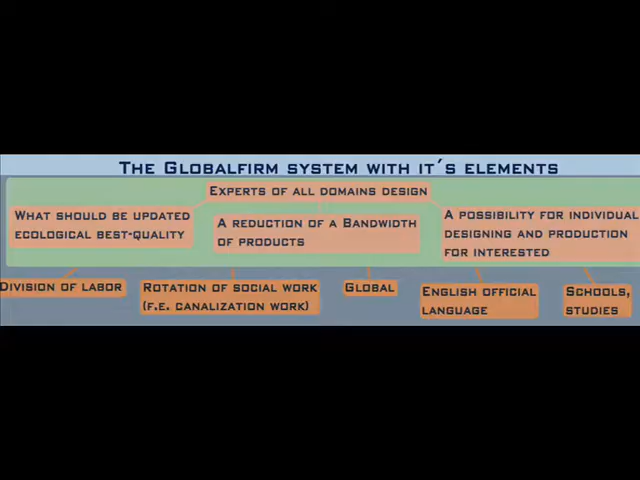 The Globalfirm system with it´s elements
Experts of all domains design
What should be updated
ecological best-quality
A reduction of a Bandwidth
of products
A possibility for individual
designing and production
for interested
Division of labor
Rotation of social work
(f.e. canalization work)
Global
English official
language
Schools,
studies